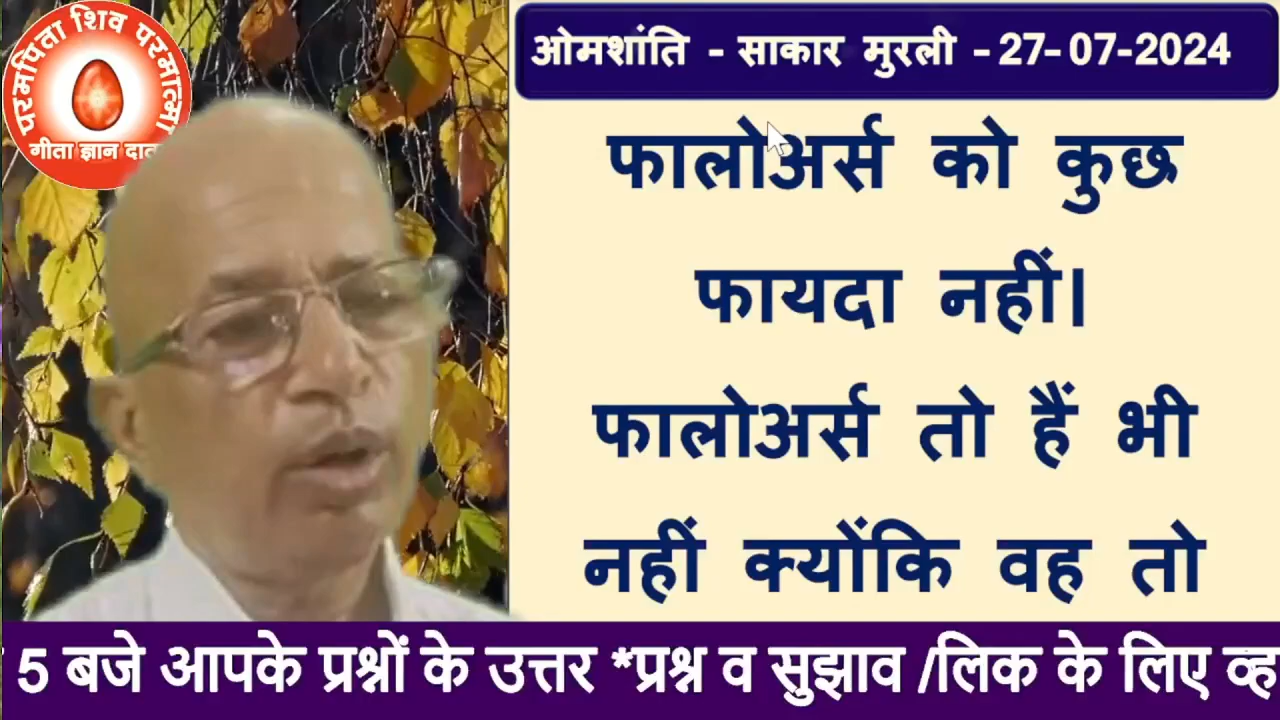 परमपिता शिव परमात्मा
गीता ज्ञान
ओमशांति - साकार मुरली - 27- 07-2024
फालोअर्स को कुछ
फायदा नहीं।
फालोअर्स तो हैं भी
नहीं क्योंकि वह तो
5 बजे आपके प्रश्नों के उत्तर *प्रश्न व सुझाव /लिक के लिए